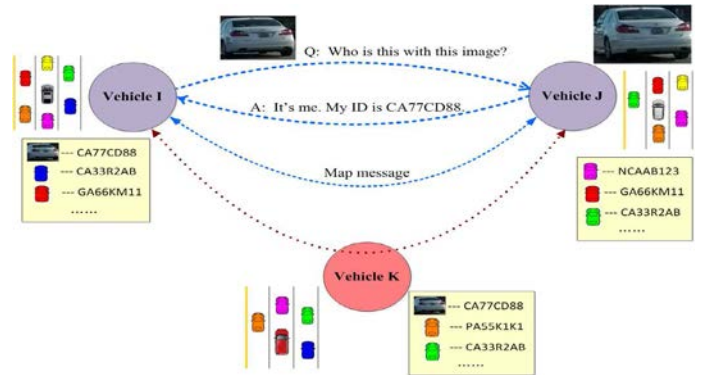 Q: Who is this with this image?
Vehicle I
Vehicle J
A: It's me. My ID is CA77CD88.
--- CA77CD88
--- CA33R2AB
--- GA66KM11
......
Map message
--- NCAAB123
--- GA66KM11
--- CA33R2AB
......
Vehicle K
--- CA77CD88
--- PA55K1K1
--- CA33R2AB
......